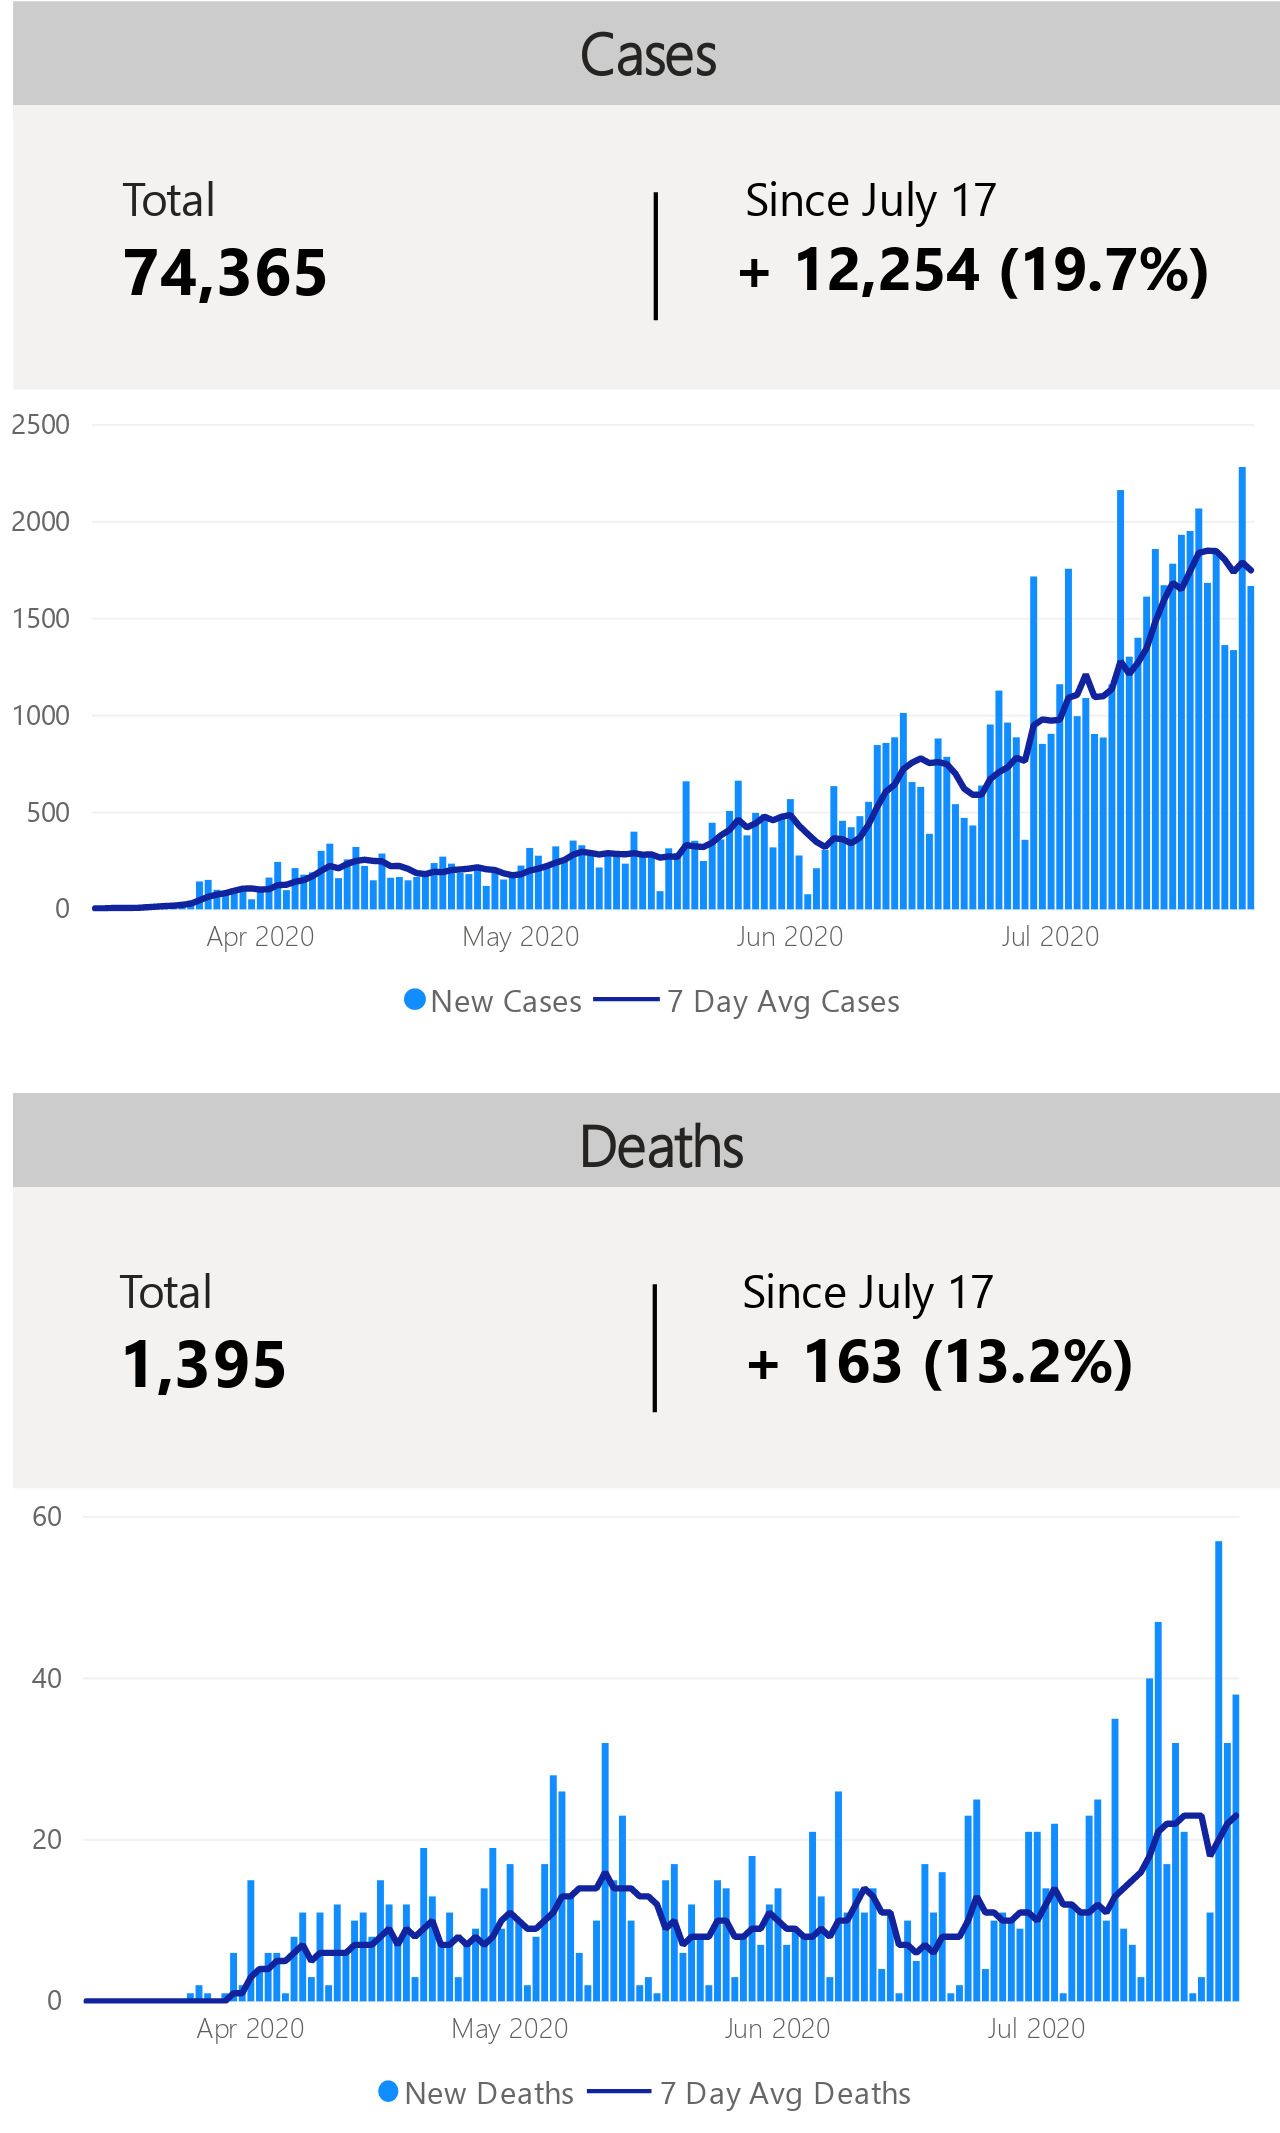 Cases
Total
Since July 17
74,365
+ 12,254 (19.7%)
2500
2000
1500
1000
500
0
Apr 2020
May 2020
Jun 2020
Jul 2020
New Cases
7 Day Avg Cases
Deaths
Total
Since July 17
1,395
+ 163 (13.2%)
60
40
20
0
Apr 2020
May 2020
Jun 2020
Jul 2020
New Deaths
7 Day Avg Deaths